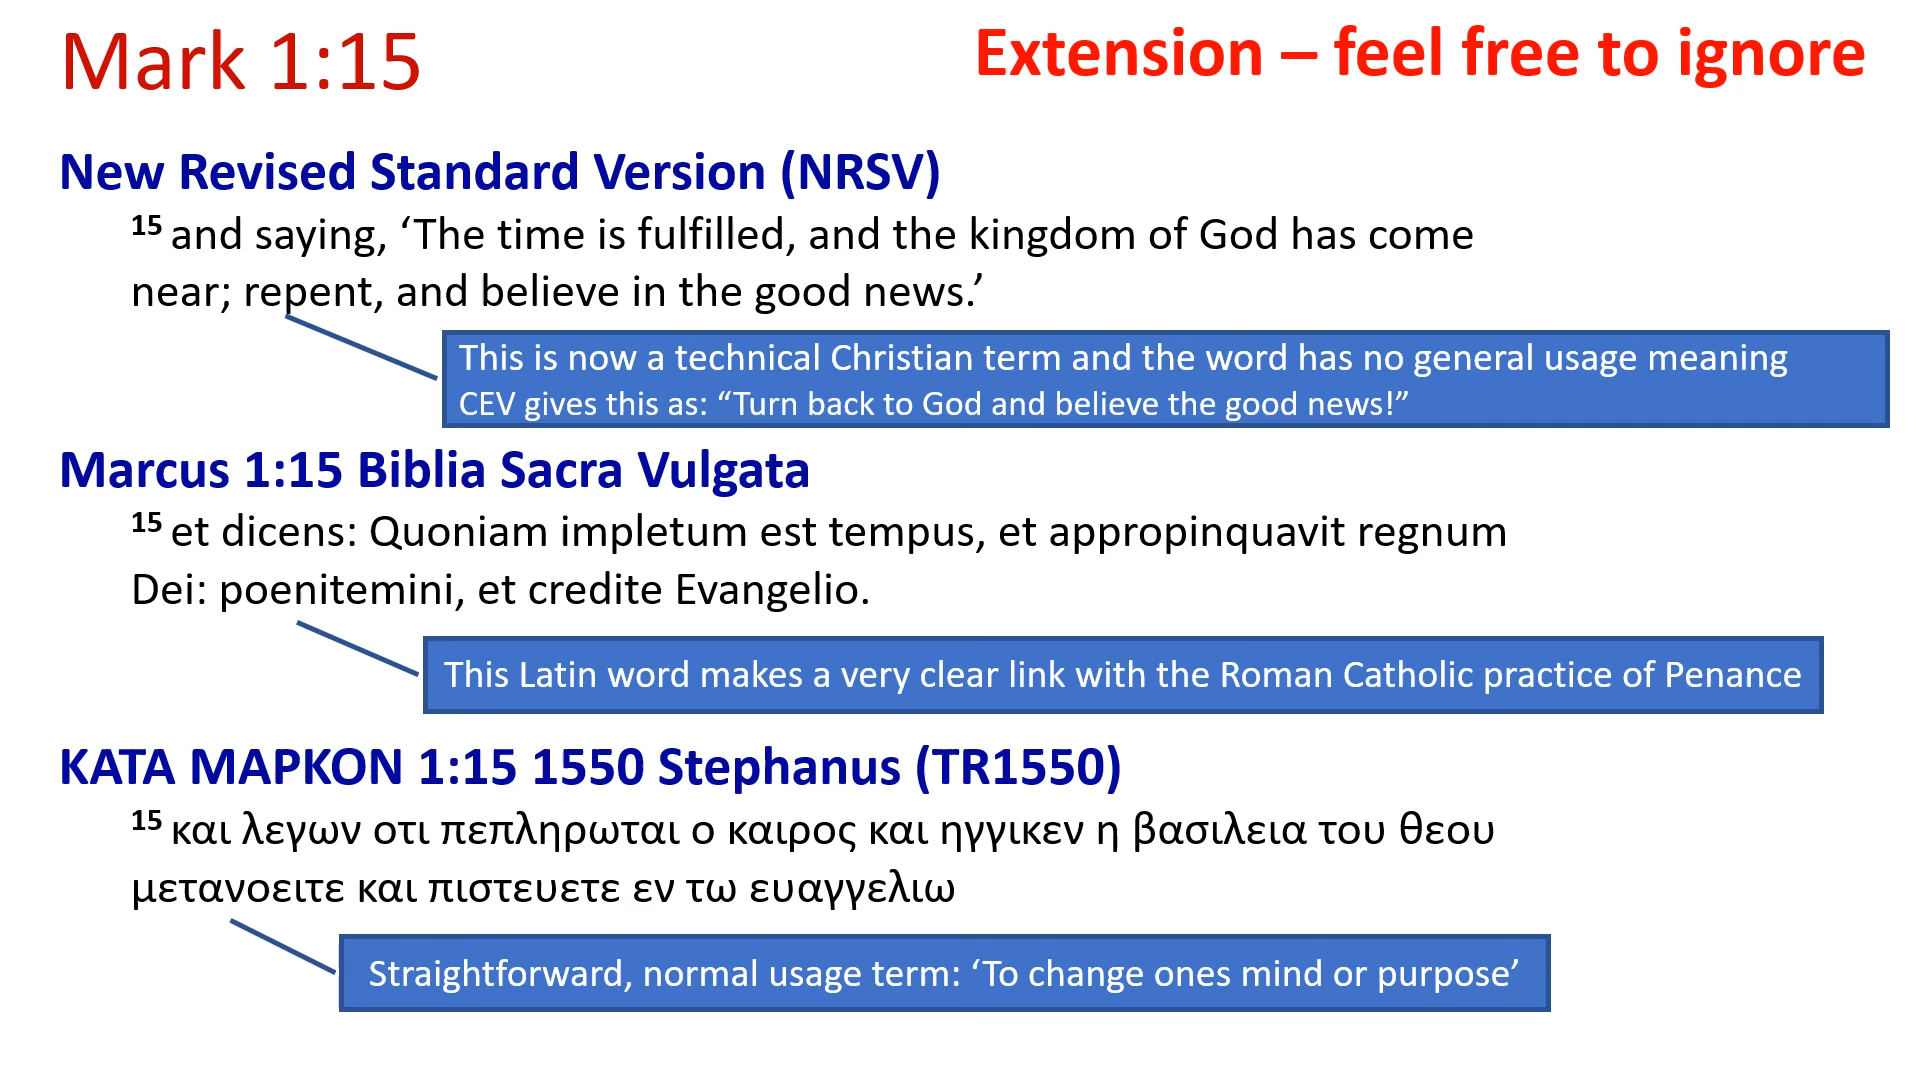 Mark 1:15
Extension – feel free to ignore
New Revised Standard Version (NRSV)
15 and saying, ‘The time is fulfilled, and the kingdom of God has come
near; repent, and believe in the good news.’
This is now a technical Christian term and the word has no general usage meaning
CEV gives this as: “Turn back to God and believe the good news!”
Marcus 1:15 Biblia Sacra Vulgata
15 et dicens: Quoniam impletum est tempus, et appropinquavit regnum
Dei: poenitemini, et credite Evangelio.
This Latin word makes a very clear link with the Roman Catholic practice of Penance
ΚΑΤΑ ΜΑΡΚΟΝ 1:15 1550 Stephanus (TR1550)
15 και λεγων οτι πεπληρωται ο καιρος και ηγγικεν η βασιλεια του θεου
μετανοειτε και πιστευετε εν τω ευαγγελιω
Straightforward, normal usage term: ‘To change ones mind or purpose’